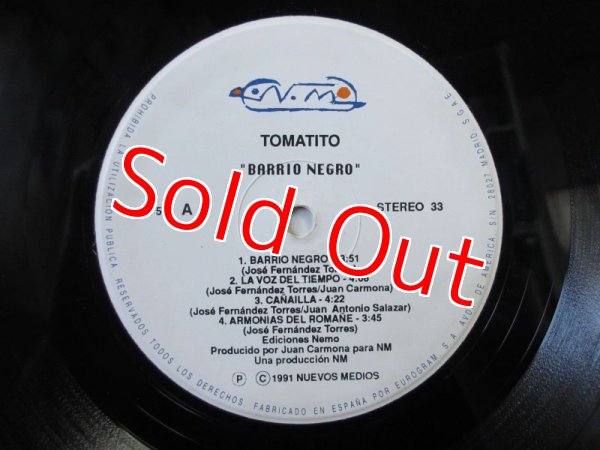 N.M.
TOMATITO
"BARRIO NEGRO"
A
STEREO 33
1. BARRIO NEGRO - 3:51
(José Fernández Torres)
2. LA VOZ DEL TIEMPO - 4:08
(José Fernández Torres/Juan Carmona)
3. CAÑAILLA - 4:22
(José Fernández Torres/Juan Antonio Salazar)
4. ARMONIAS DEL ROMAÑE - 3:45
(José Fernández Torres)
Ediciones Nemo
Producido por Juan Carmona para NM
Una producción NM
P C 1991 NUEVOS MEDIOS
PROHIBIDA LA UTILIZACION PUBLICA. RESERVADOS TODOS LOS DERECHOS. FABRICADO EN ESPAÑA POR EUROGRAM S.A. AVDA. DE AMERICA, S/N. 28027 MADRID S.G.A.E.
Sold Out